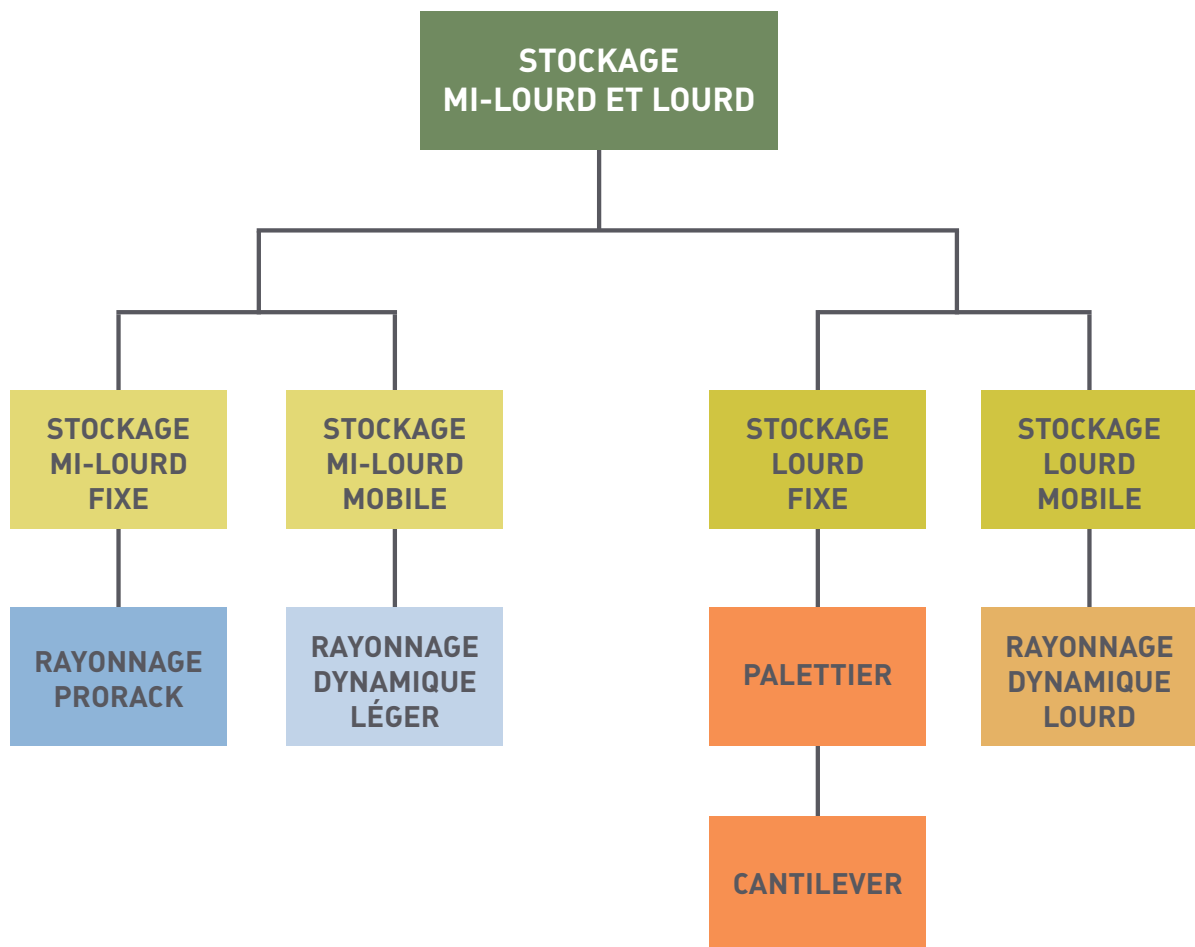 STOCKAGE
MI-LOURD ET LOURD
STOCKAGE
MI-LOURD
FIXE
STOCKAGE
MI-LOURD
MOBILE
STOCKAGE
LOURD
FIXE
STOCKAGE
LOURD
MOBILE
RAYONNAGE
PRORACK
RAYONNAGE
DYNAMIQUE
LÉGER
PALETTIER
RAYONNAGE
DYNAMIQUE
LOURD
CANTILEVER